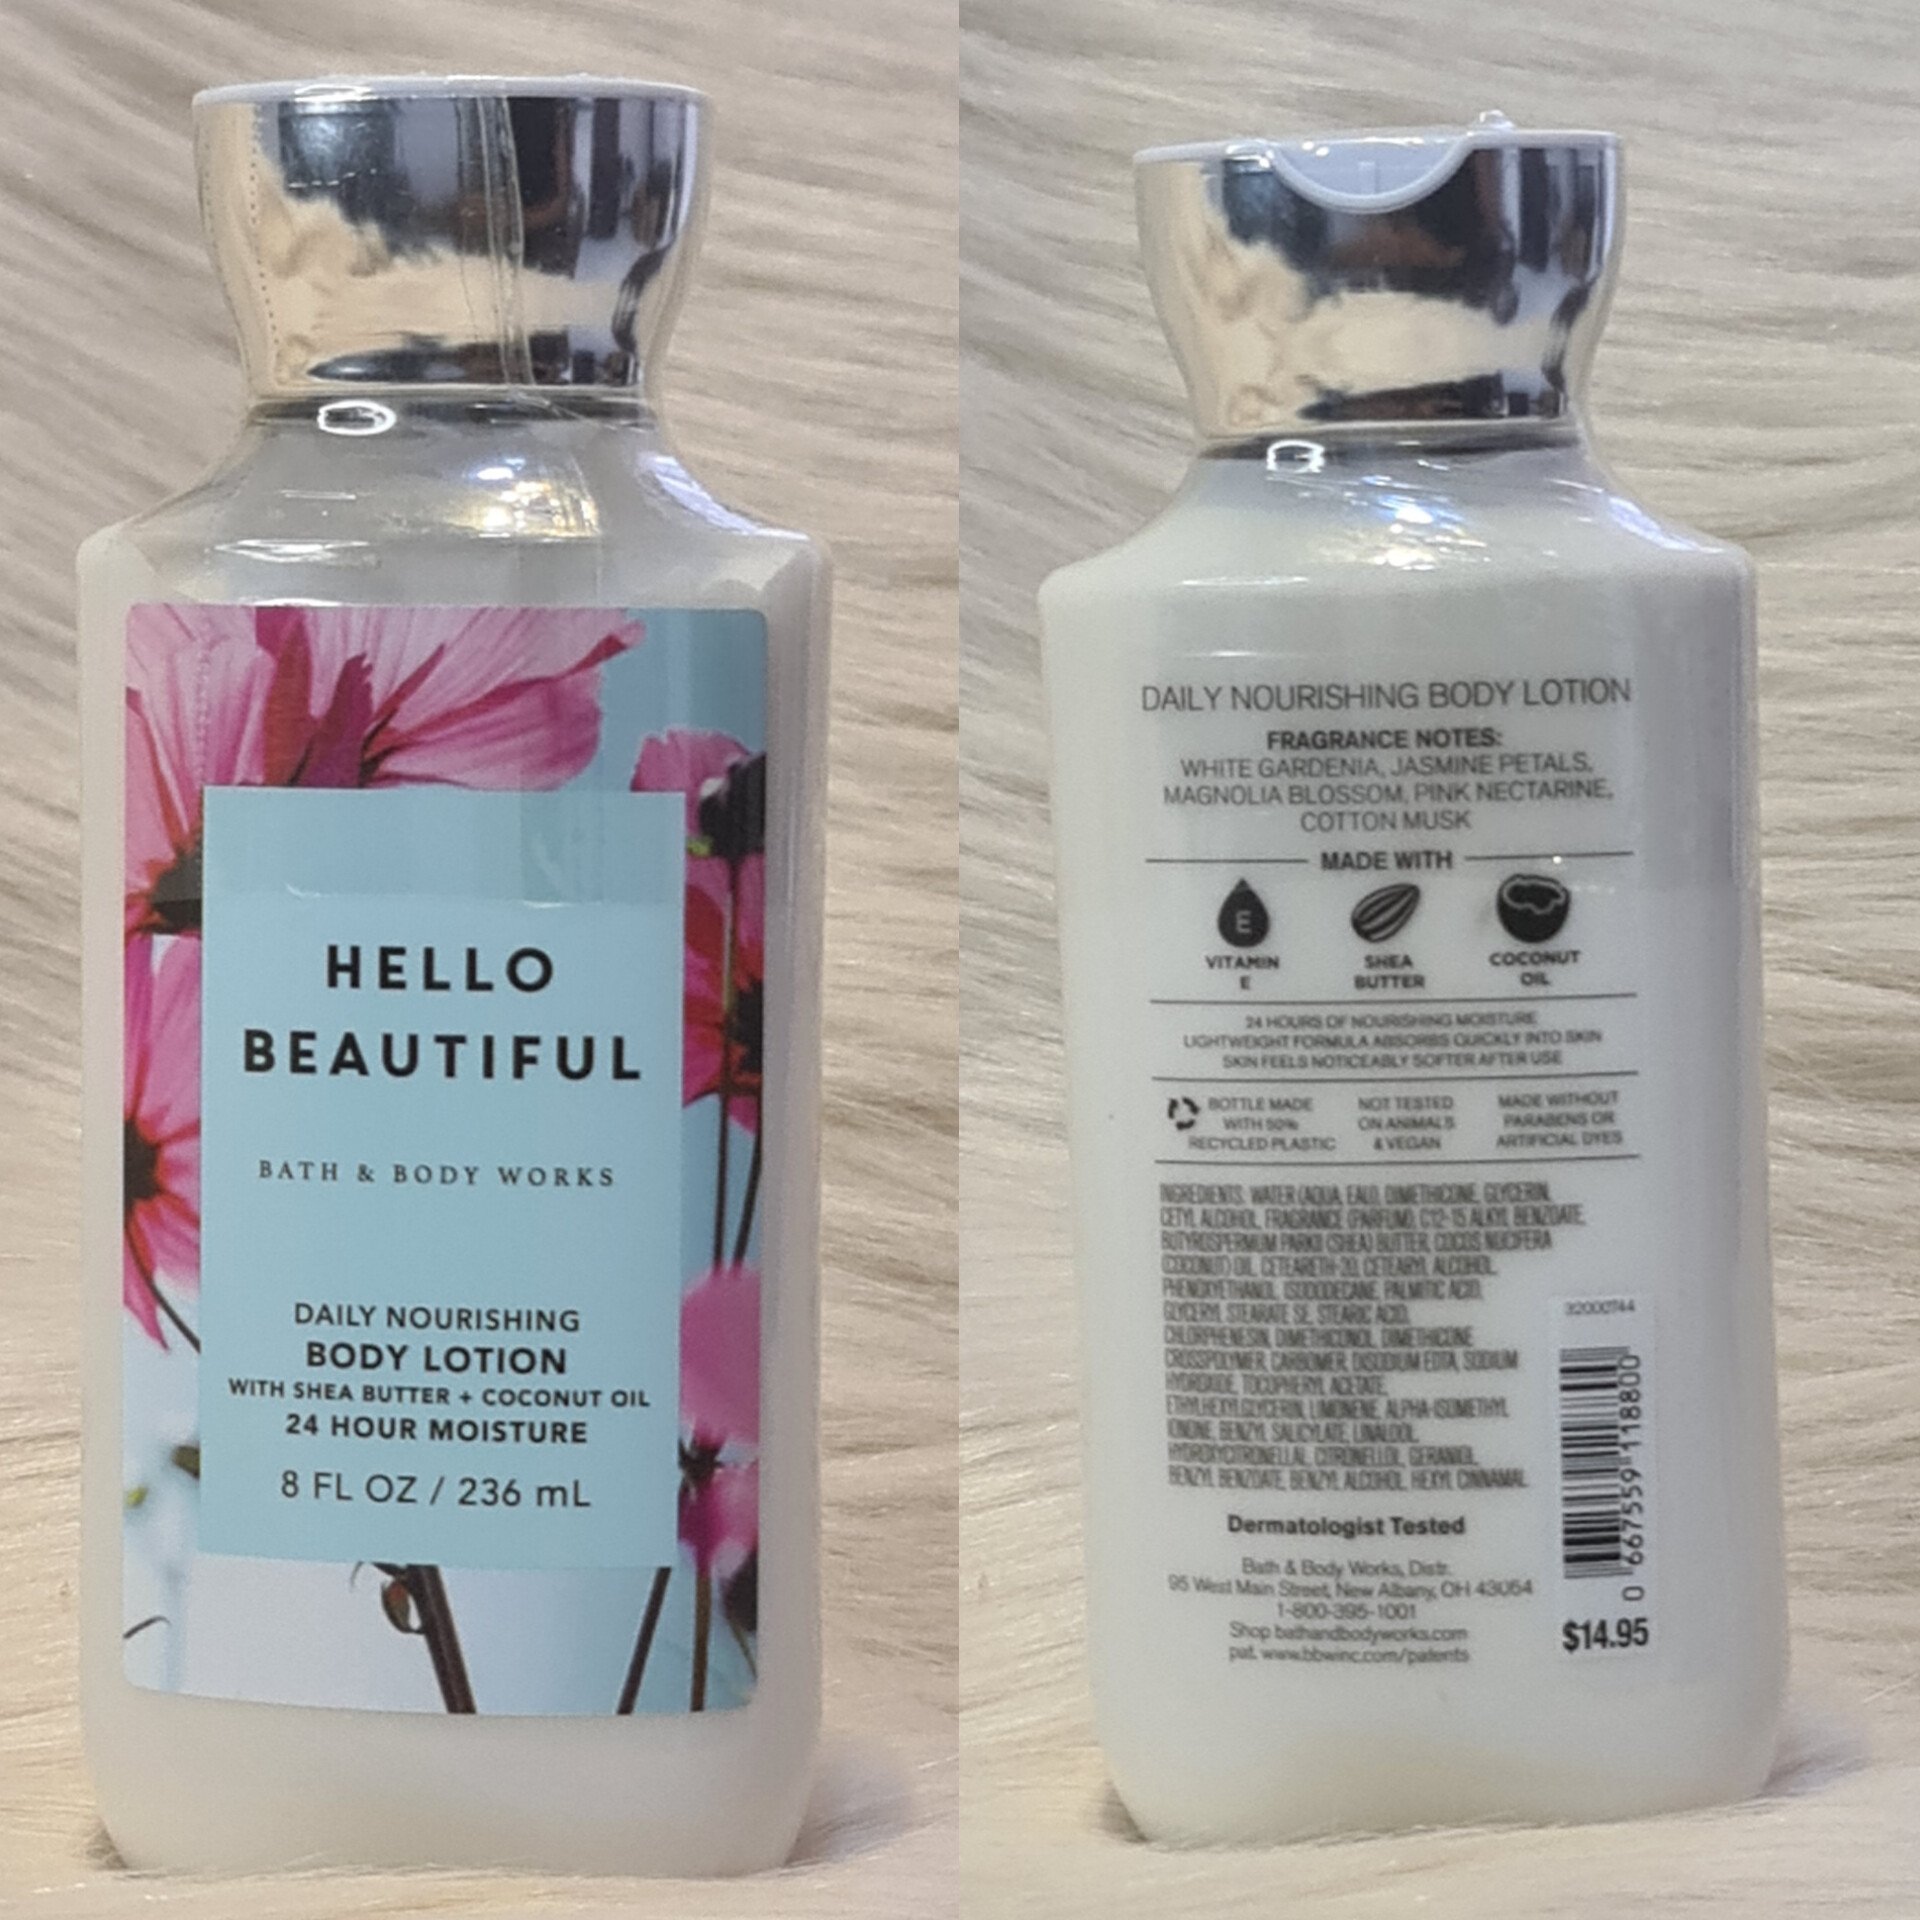 HELLO
BEAUTIFUL
BATH & BODY WORKS
DAILY NOURISHING
BODY LOTION
WITH SHEA BUTTER + COCONUT OIL
24 HOUR MOISTURE
8 FL OZ / 236 mL
DAILY NOURISHING BODY LOTION
FRAGRANCE NOTES:
WHITE GARDENIA, JASMINE PETALS,
MAGNOLIA BLOSSOM, PINK NECTARINE,
COTTON MUSK
MADE WITH
E
VITAMIN
E
SHEA
BUTTER
COCONUT
OIL
24 HOURS OF NOURISHING MOISTURE
LIGHTWEIGHT FORMULA ABSORBS QUICKLY INTO SKIN
SKIN FEELS NOTICEABLY SOFTER AFTER USE
BOTTLE MADE
WITH 50%
RECYCLED PLASTIC
NOT TESTED
ON ANIMALS
& VEGAN
MADE WITHOUT
PARABENS OR
ARTIFICIAL DYES
INGREDIENTS: WATER (AQUA, EAU), DIMETHICONE, GLYCERIN,
CETYL ALCOHOL, FRAGRANCE (PARFUM), C12-15 ALKYL BENZOATE,
BUTYROSPERMUM PARKII (SHEA) BUTTER, COCOS NUCIFERA
(COCONUT) OIL, CETEARETH-20, CETEARYL ALCOHOL,
PHENOXYETHANOL, ISODODECANE, PALMITIC ACID,
GLYCERYL STEARATE SE, STEARIC ACID,
CHLORPHENESIN, DIMETHICONOL, DIMETHICONE
CROSSPOLYMER, CARBOMER, DISODIUM EDTA, SODIUM
HYDROXIDE, TOCOPHERYL ACETATE,
ETHYLHEXYLGLYCERIN, LIMONENE, ALPHA-ISOMETHYL
IONONE, BENZYL SALICYLATE, LINALOOL,
HYDROXYCITRONELLAL, CITRONELLOL, GERANIOL,
BENZYL BENZOATE, BENZYL ALCOHOL, HEXYL CINNAMAL
32000744
0 667559 118800
$14.95
Dermatologist Tested
Bath & Body Works, Distr.
95 West Main Street, New Albany, OH 43054
1-800-395-1001
Shop bathandbodyworks.com
pat. www.bbwinc.com/patents